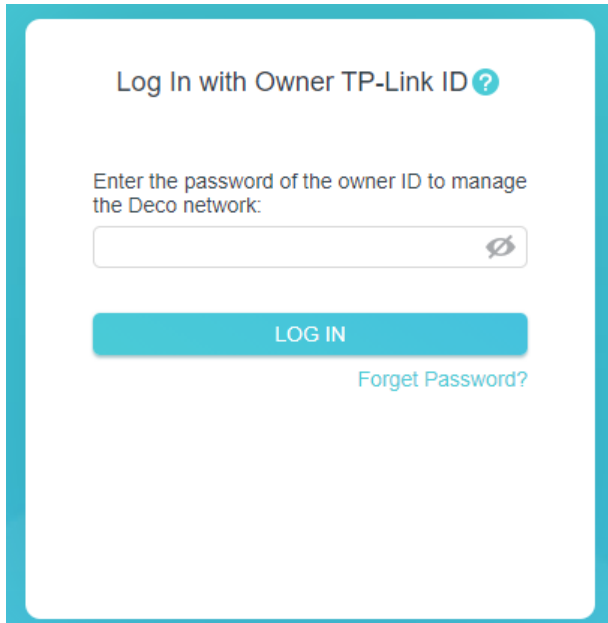 Log In with Owner TP-Link ID?
Enter the password of the owner ID to manage
the Deco network:
LOG IN
Forget Password?